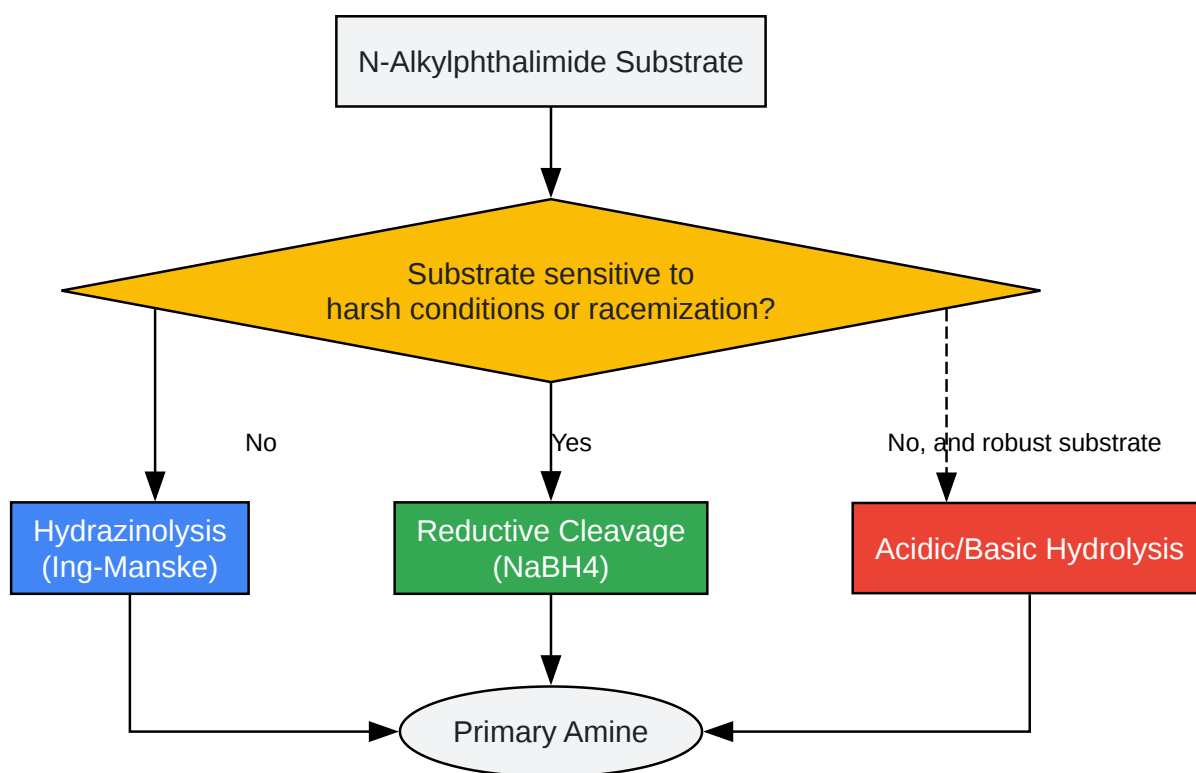 N-Alkylphthalimide Substrate
Substrate sensitive to
harsh conditions or racemization?
No
Yes
No, and robust substrate
Hydrazinolysis
(Ing-Manske)
Reductive Cleavage
(NaBH4)
Acidic/Basic Hydrolysis
Primary Amine